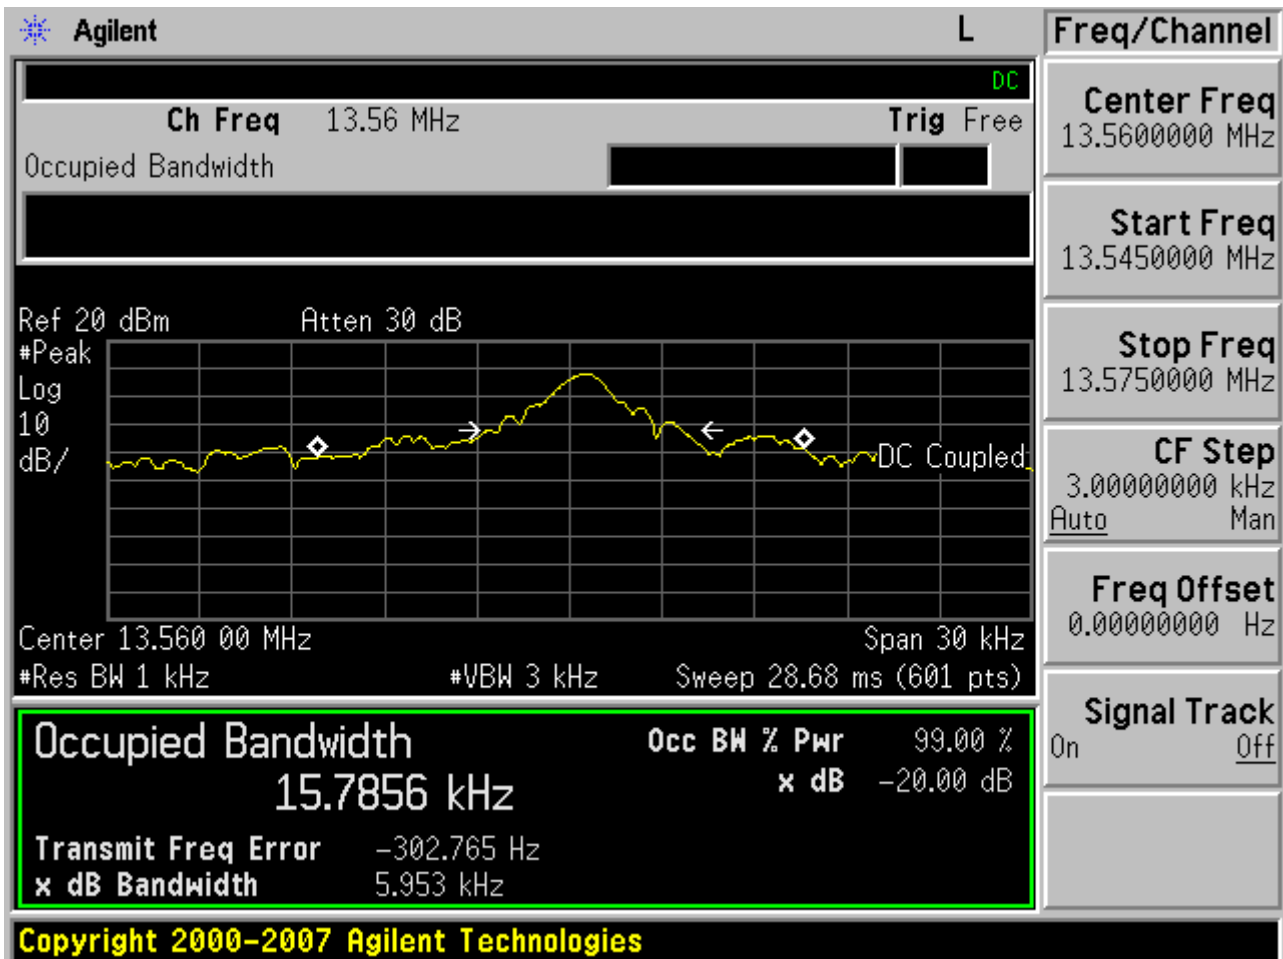 Agilent L Freq/Channel
DC
Ch Freq 13.56 MHz Trig Free
Occupied Bandwidth
Center Freq
13.5600000 MHz
Start Freq
13.5450000 MHz
Stop Freq
13.5750000 MHz
CF Step
3.00000000 kHz
Auto Man
Freq Offset
0.00000000 Hz
Signal Track
On Off
Ref 20 dBm Atten 30 dB
#Peak
Log
10
dB/
DC Coupled
Center 13.560 00 MHz Span 30 kHz
#Res BW 1 kHz #VBW 3 kHz Sweep 28.68 ms (601 pts)
Occupied Bandwidth
15.7856 kHz
Occ BW % Pwr 99.00 %
x dB -20.00 dB
Transmit Freq Error -302.765 Hz
x dB Bandwidth 5.953 kHz
Copyright 2000-2007 Agilent Technologies